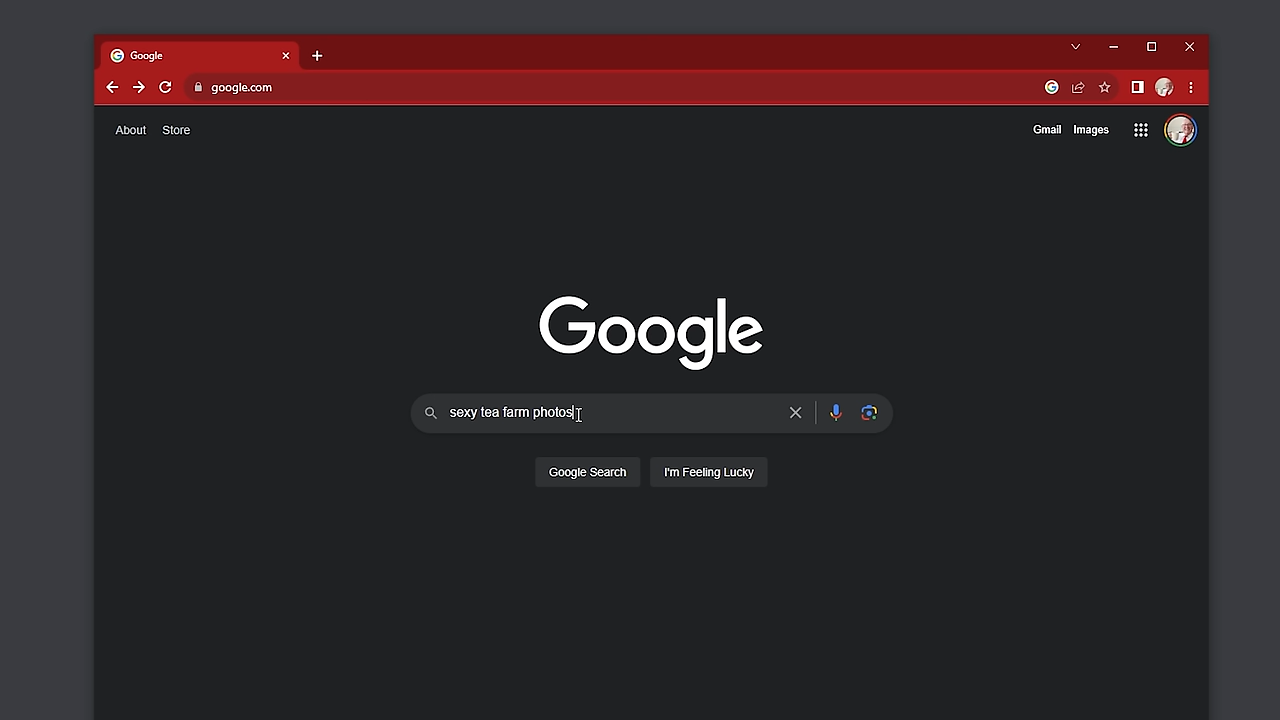 Google
google.com
About Store
Gmail Images
Google
sexy tea farm photos
Google Search I'm Feeling Lucky